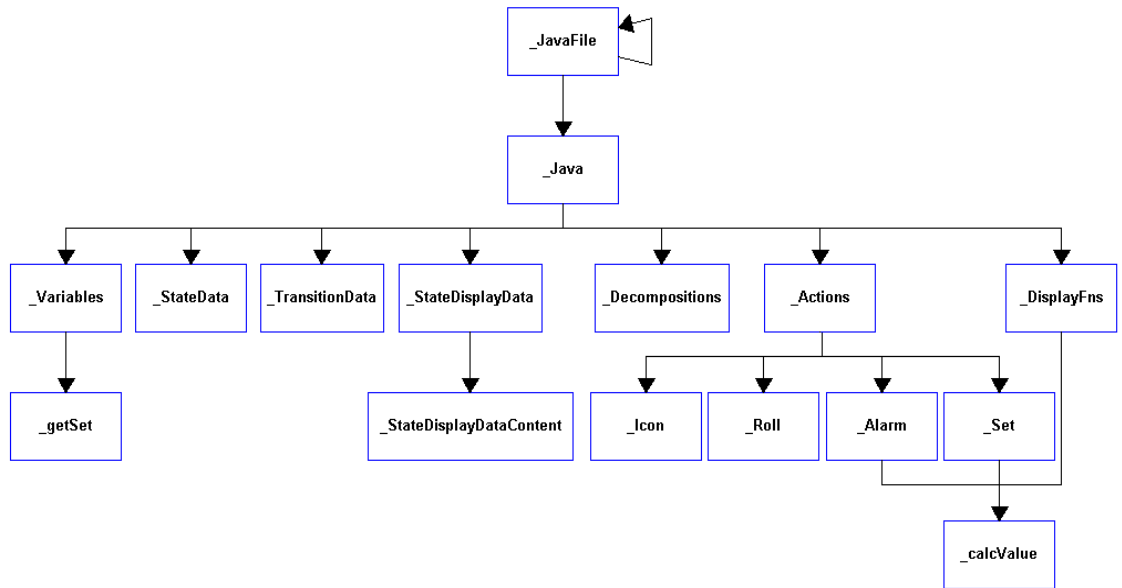 _JavaFile
_Java
_Variables
_StateData
_TransitionData
_StateDisplayData
_Decompositions
_Actions
_DisplayFns
_getSet
_StateDisplayDataContent
_Icon
_Roll
_Alarm
_Set
_calcValue